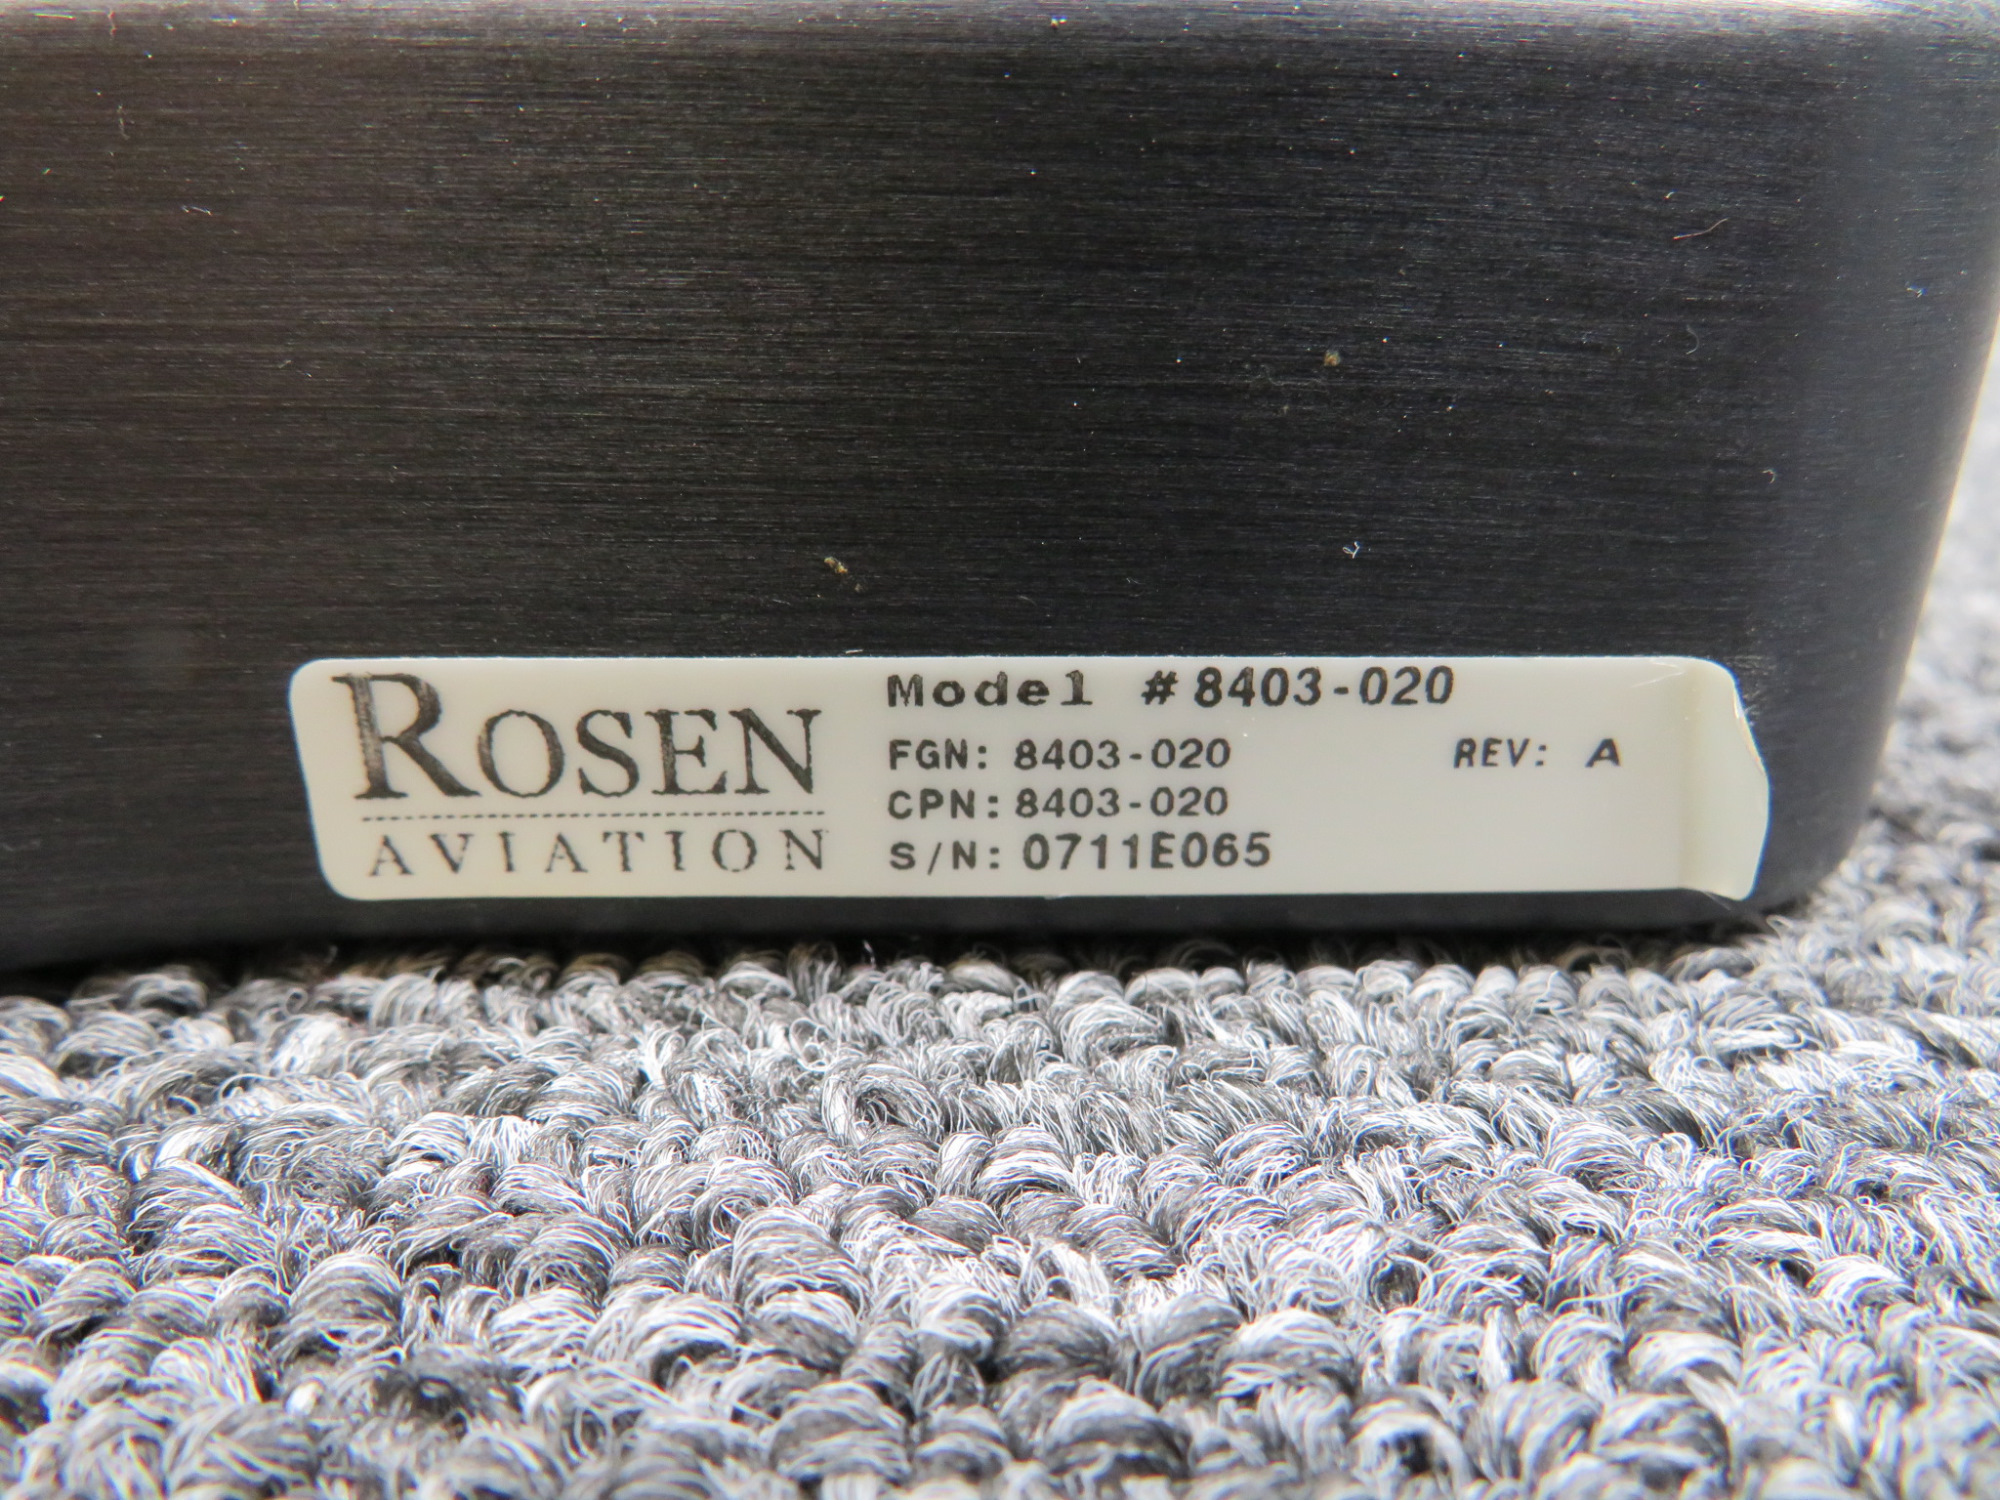 ROSEN
AVIATION
Model #8403-020
FGN: 8403-020 REV: A
CPN: 8403-020
S/N: 0711E065